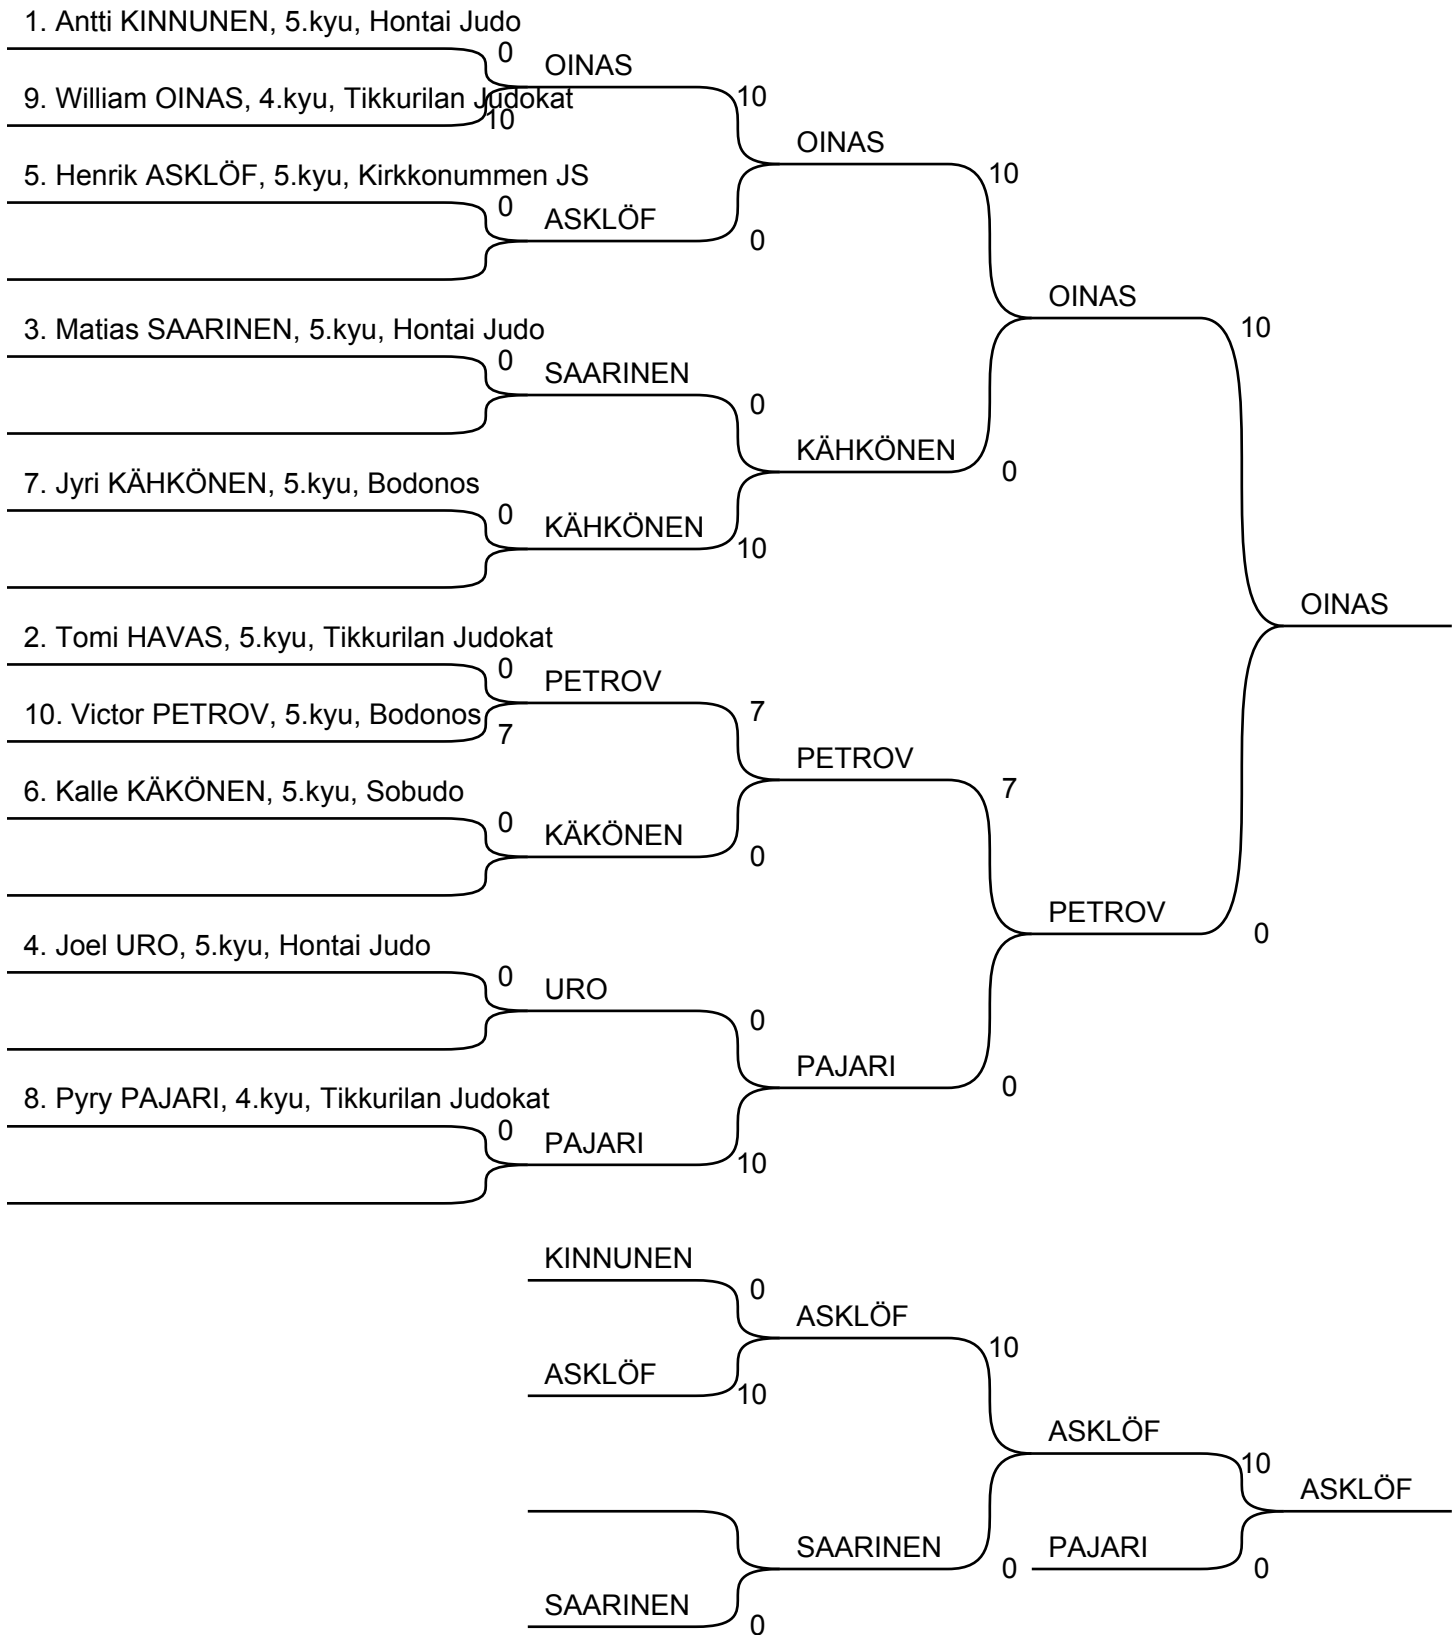 1. Antti KINNUNEN, 5.kyu, Hontai Judo
0
OINAS
9. William OINAS, 4.kyu, Tikkurilan Judokat
10
10
OINAS
5. Henrik ASKLÖF, 5.kyu, Kirkkonummen JS
10
0
ASKLÖF
0
OINAS
3. Matias SAARINEN, 5.kyu, Hontai Judo
10
0
SAARINEN
0
KÄHKÖNEN
0
7. Jyri KÄHKÖNEN, 5.kyu, Bodonos
0
KÄHKÖNEN
10
OINAS
2. Tomi HAVAS, 5.kyu, Tikkurilan Judokat
0
PETROV
7
10. Victor PETROV, 5.kyu, Bodonos
7
PETROV
7
6. Kalle KÄKÖNEN, 5.kyu, Sobudo
0
KÄKÖNEN
0
PETROV
0
4. Joel URO, 5.kyu, Hontai Judo
0
URO
0
PAJARI
0
8. Pyry PAJARI, 4.kyu, Tikkurilan Judokat
0
PAJARI
10
KINNUNEN
0
ASKLÖF
10
ASKLÖF
10
ASKLÖF
10
ASKLÖF
SAARINEN
0
PAJARI
0
SAARINEN
0